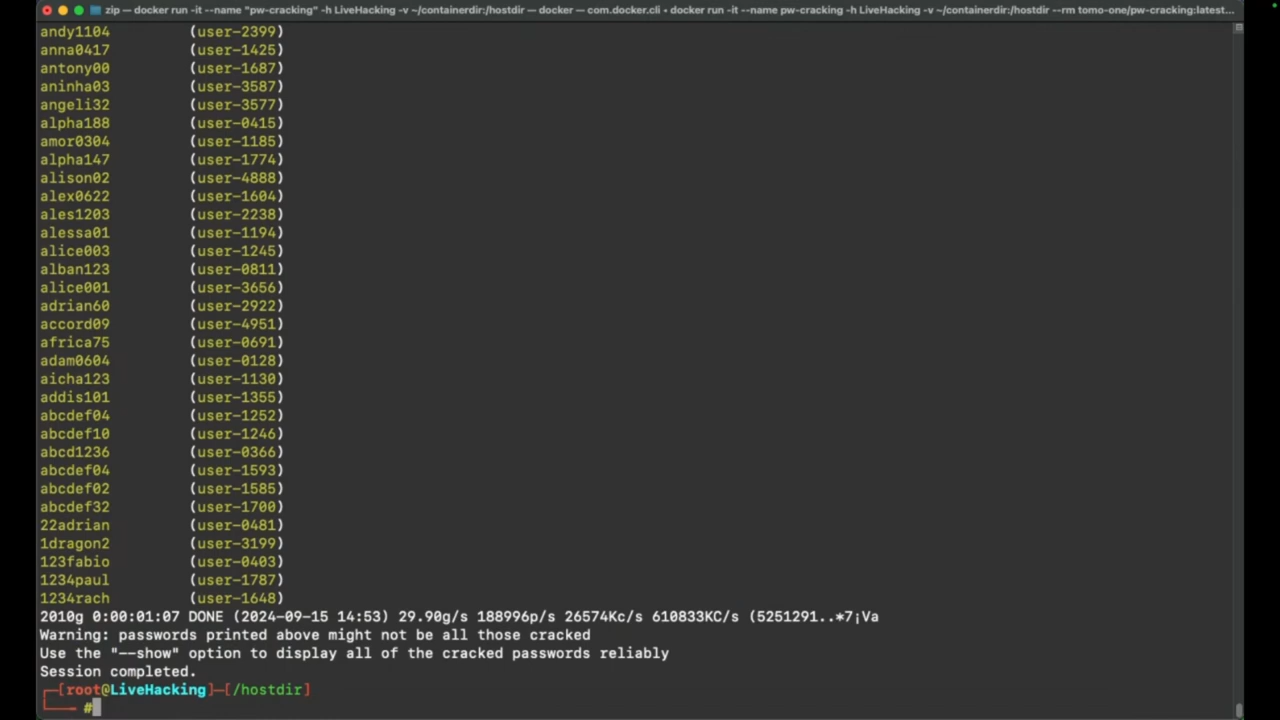 zip — docker run -it --name "pw-cracking" -h LiveHacking -v ~/containerdir:/hostdir — docker — com.docker.cli • docker run -it --name pw-cracking -h LiveHacking -v ~/containerdir:/hostdir --rm tomo-one/pw-cracking:latest...
andy1104 (user-2399)
anna0417 (user-1425)
antony00 (user-1687)
aninha03 (user-3587)
angeli32 (user-3577)
alpha188 (user-0415)
amor0304 (user-1185)
alpha147 (user-1774)
alison02 (user-4888)
alex0622 (user-1604)
ales1203 (user-2238)
alessa01 (user-1194)
alice003 (user-1245)
alban123 (user-0811)
alice001 (user-3656)
adrian60 (user-2922)
accord09 (user-4951)
africa75 (user-0691)
adam0604 (user-0128)
aicha123 (user-1130)
addis101 (user-1355)
abcdef04 (user-1252)
abcdef10 (user-1246)
abcd1236 (user-0366)
abcdef04 (user-1593)
abcdef02 (user-1585)
abcdef32 (user-1700)
22adrian (user-0481)
1dragon2 (user-3199)
123fabio (user-0403)
1234paul (user-1787)
1234rach (user-1648)
2010g 0:00:01:07 DONE (2024-09-15 14:53) 29.90g/s 188996p/s 26574Kc/s 610833KC/s (5251291..*7¡Va
Warning: passwords printed above might not be all those cracked
Use the "--show" option to display all of the cracked passwords reliably
Session completed.
┌─[root@LiveHacking]─[/hostdir]
└── #